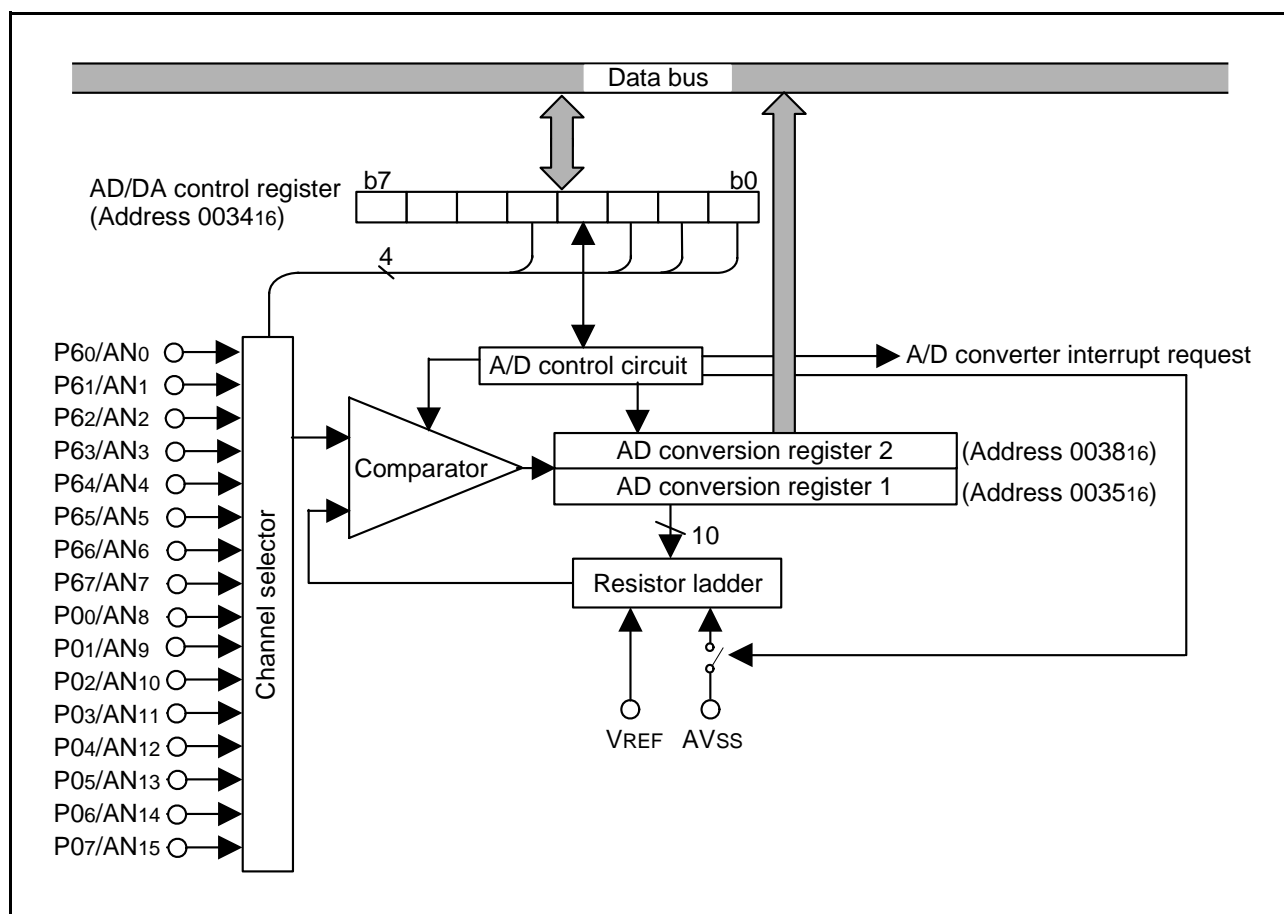 Data bus
AD/DA control register
(Address 003416)
b7
b0
4
P60/AN0
P61/AN1
P62/AN2
P63/AN3
P64/AN4
P65/AN5
P66/AN6
P67/AN7
P00/AN8
P01/AN9
P02/AN10
P03/AN11
P04/AN12
P05/AN13
P06/AN14
P07/AN15
Channel selector
A/D control circuit
A/D converter interrupt request
Comparator
AD conversion register 2
(Address 003816)
AD conversion register 1
(Address 003516)
10
Resistor ladder
VREF
AVSS